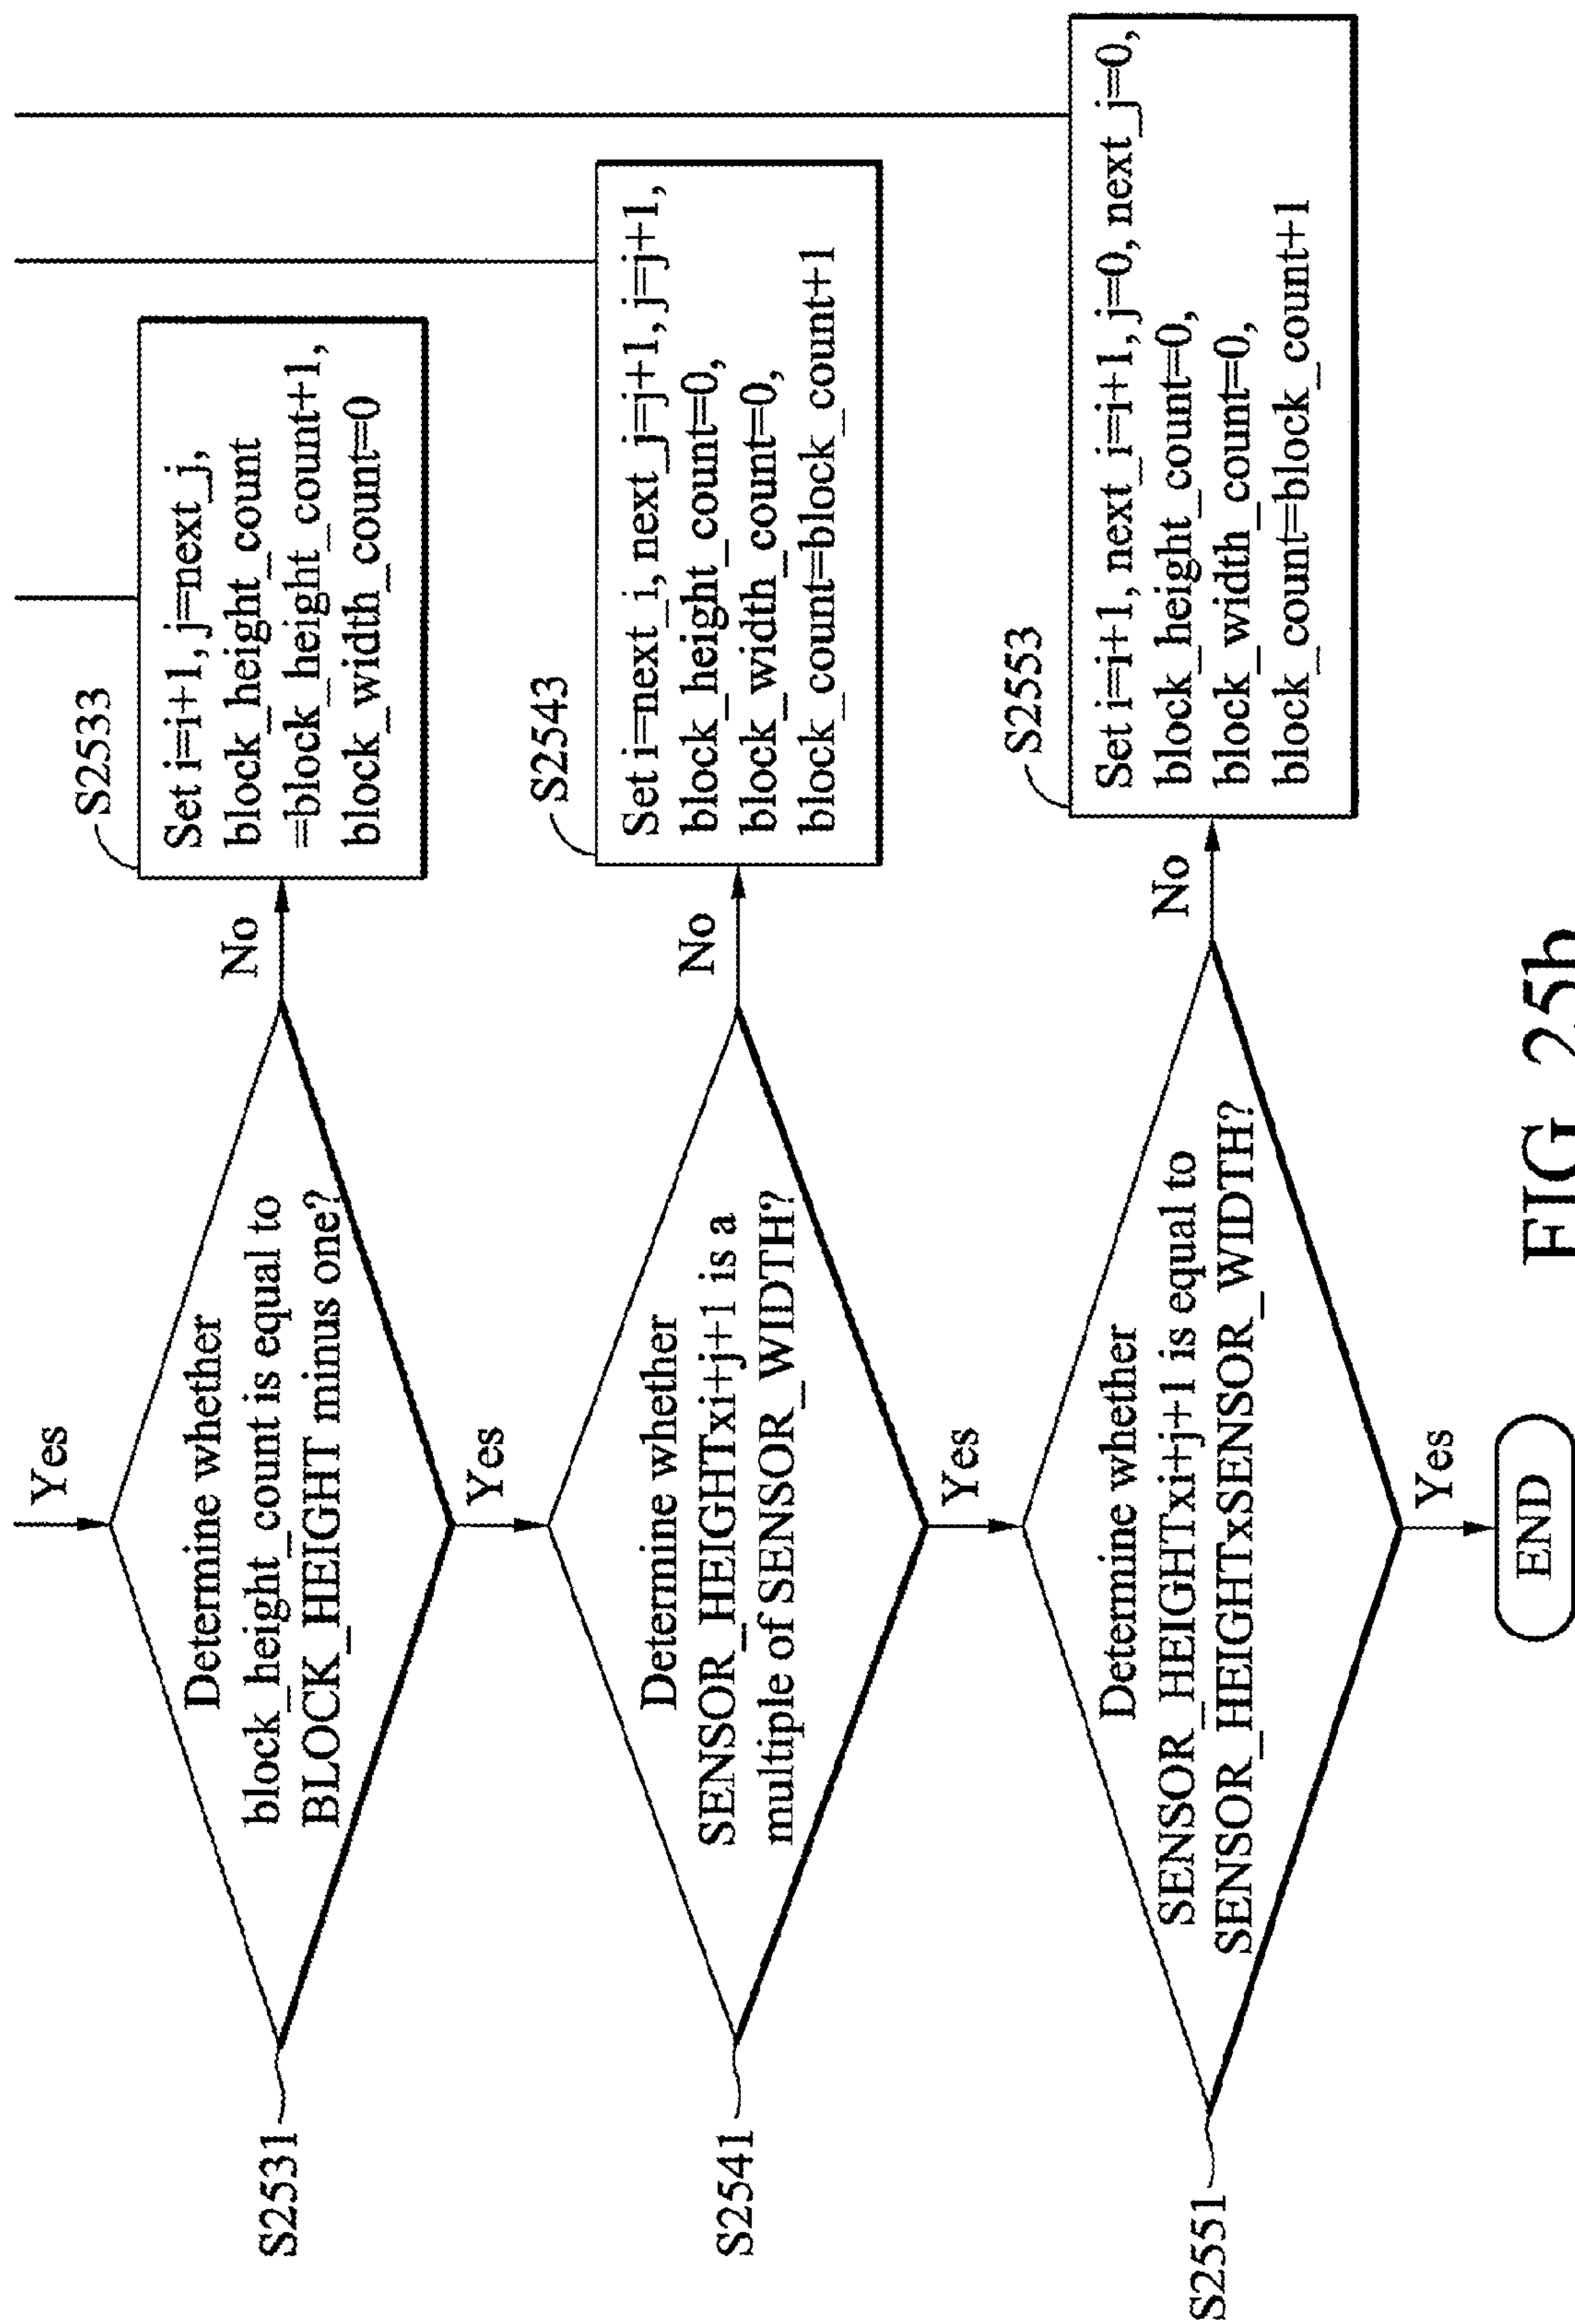 Yes
S2531
Determine whether
block_height_count is equal to
BLOCK_HEIGHT minus one?
No
S2533
Set i=i+1, j=next_j,
block_height_count
=block_height_count+1,
block_width_count=0
Yes
S2541
Determine whether
SENSOR_HEIGHTxi+j+1 is a
multiple of SENSOR_WIDTH?
No
S2543
Set i=next_i, next_j=j+1, j=j+1,
block_height_count=0,
block_width_count=0,
block_count=block_count+1
Yes
S2551
Determine whether
SENSOR_HEIGHTxi+j+1 is equal to
SENSOR_HEIGHTxSENSOR_WIDTH?
No
S2553
Set i=i+1, next_i=i+1, j=0, next_j=0,
block_height_count=0,
block_width_count=0,
block_count=block_count+1
Yes
END
FIG. 25b